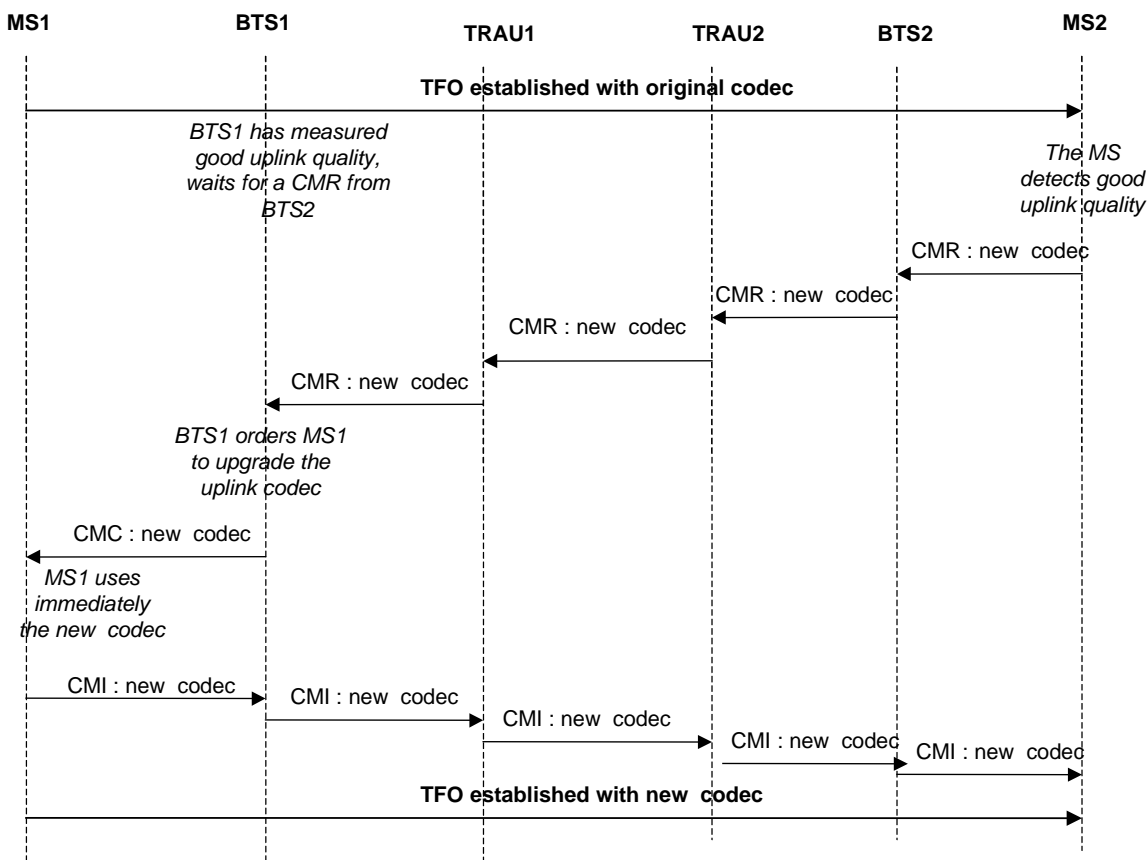 MS1 BTS1 TRAU1 TRAU2 BTS2 MS2
TFO established with original codec
BTS1 has measured
good uplink quality,
waits for a CMR from
BTS2
The MS
detects good
uplink quality
CMR : new codec
CMR : new codec
CMR : new codec
CMR : new codec
BTS1 orders MS1
to upgrade the
uplink codec
CMC : new codec
MS1 uses
immediately
the new codec
CMI : new codec
CMI : new codec
CMI : new codec
CMI : new codec
CMI : new codec
TFO established with new codec